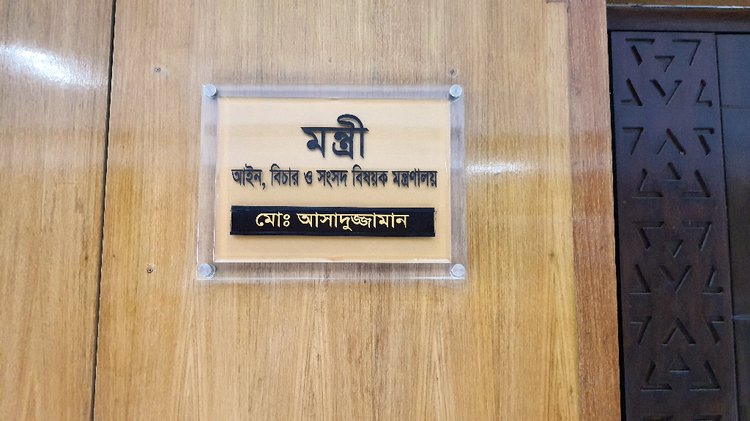 মন্ত্রী
আইন, বিচার ও সংসদ বিষয়ক মন্ত্রণালয়
মোঃ আসাদুজ্জামান